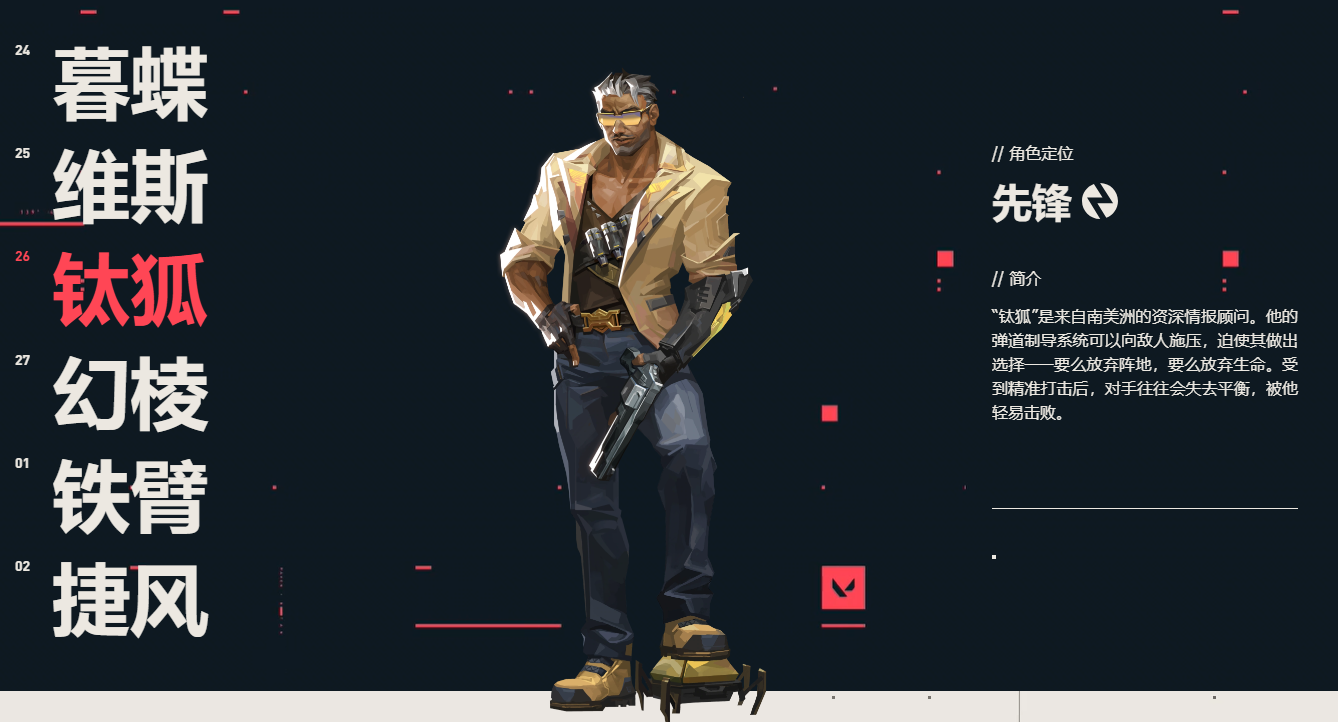 24
暮蝶
25
维斯
26
钛狐
27
幻棱
01
铁臂
02
捷风
// 角色定位
先锋
// 简介
“钛狐”是来自南美洲的资深情报顾问。他的
弹道制导系统可以向敌人施压，迫使其做出
选择——要么放弃阵地，要么放弃生命。受
到精准打击后，对手往往会失去平衡，被他
轻易击败。